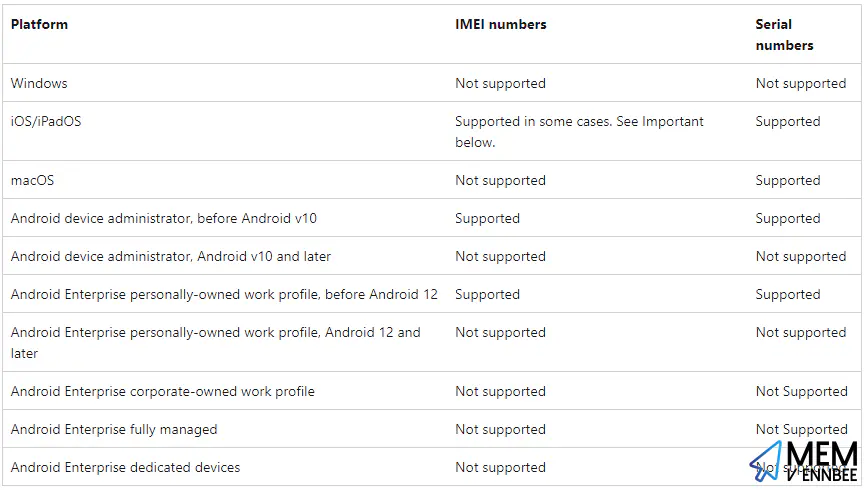 Platform IMEI numbers Serial
numbers
Windows Not supported Not supported
iOS/iPadOS Supported in some cases. See Important Supported
below.
macOS Not supported Supported
Android device administrator, before Android v10 Supported Supported
Android device administrator, Android v10 and later Not supported Not supported
Android Enterprise personally-owned work profile, before Android 12 Supported Supported
Android Enterprise personally-owned work profile, Android 12 and Not supported Not supported
later
Android Enterprise corporate-owned work profile Not supported Not Supported
Android Enterprise fully managed Not supported Not Supported
Android Enterprise dedicated devices Not supported Not
MEM
V ENNBEE